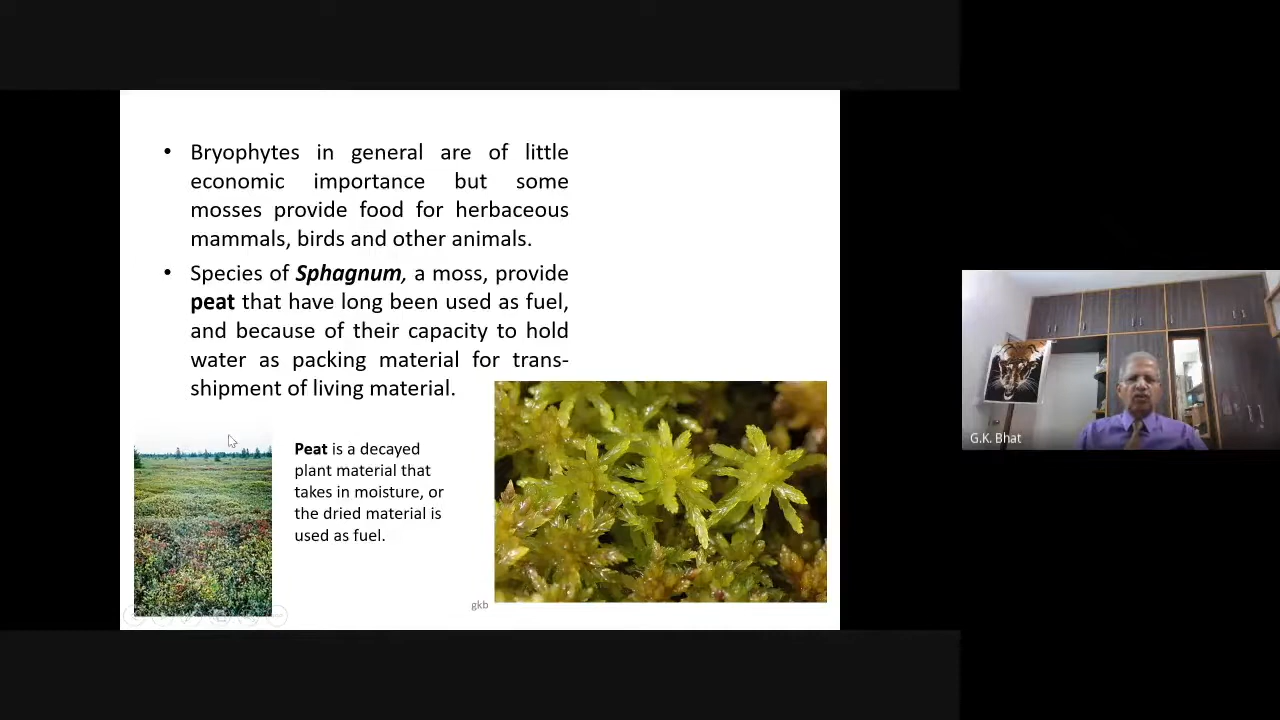 • Bryophytes in general are of little
economic importance but some
mosses provide food for herbaceous
mammals, birds and other animals.
• Species of Sphagnum, a moss, provide
peat that have long been used as fuel,
and because of their capacity to hold
water as packing material for trans-
shipment of living material.
Peat is a decayed
plant material that
takes in moisture, or
the dried material is
used as fuel.
gkb
G.K. Bhat